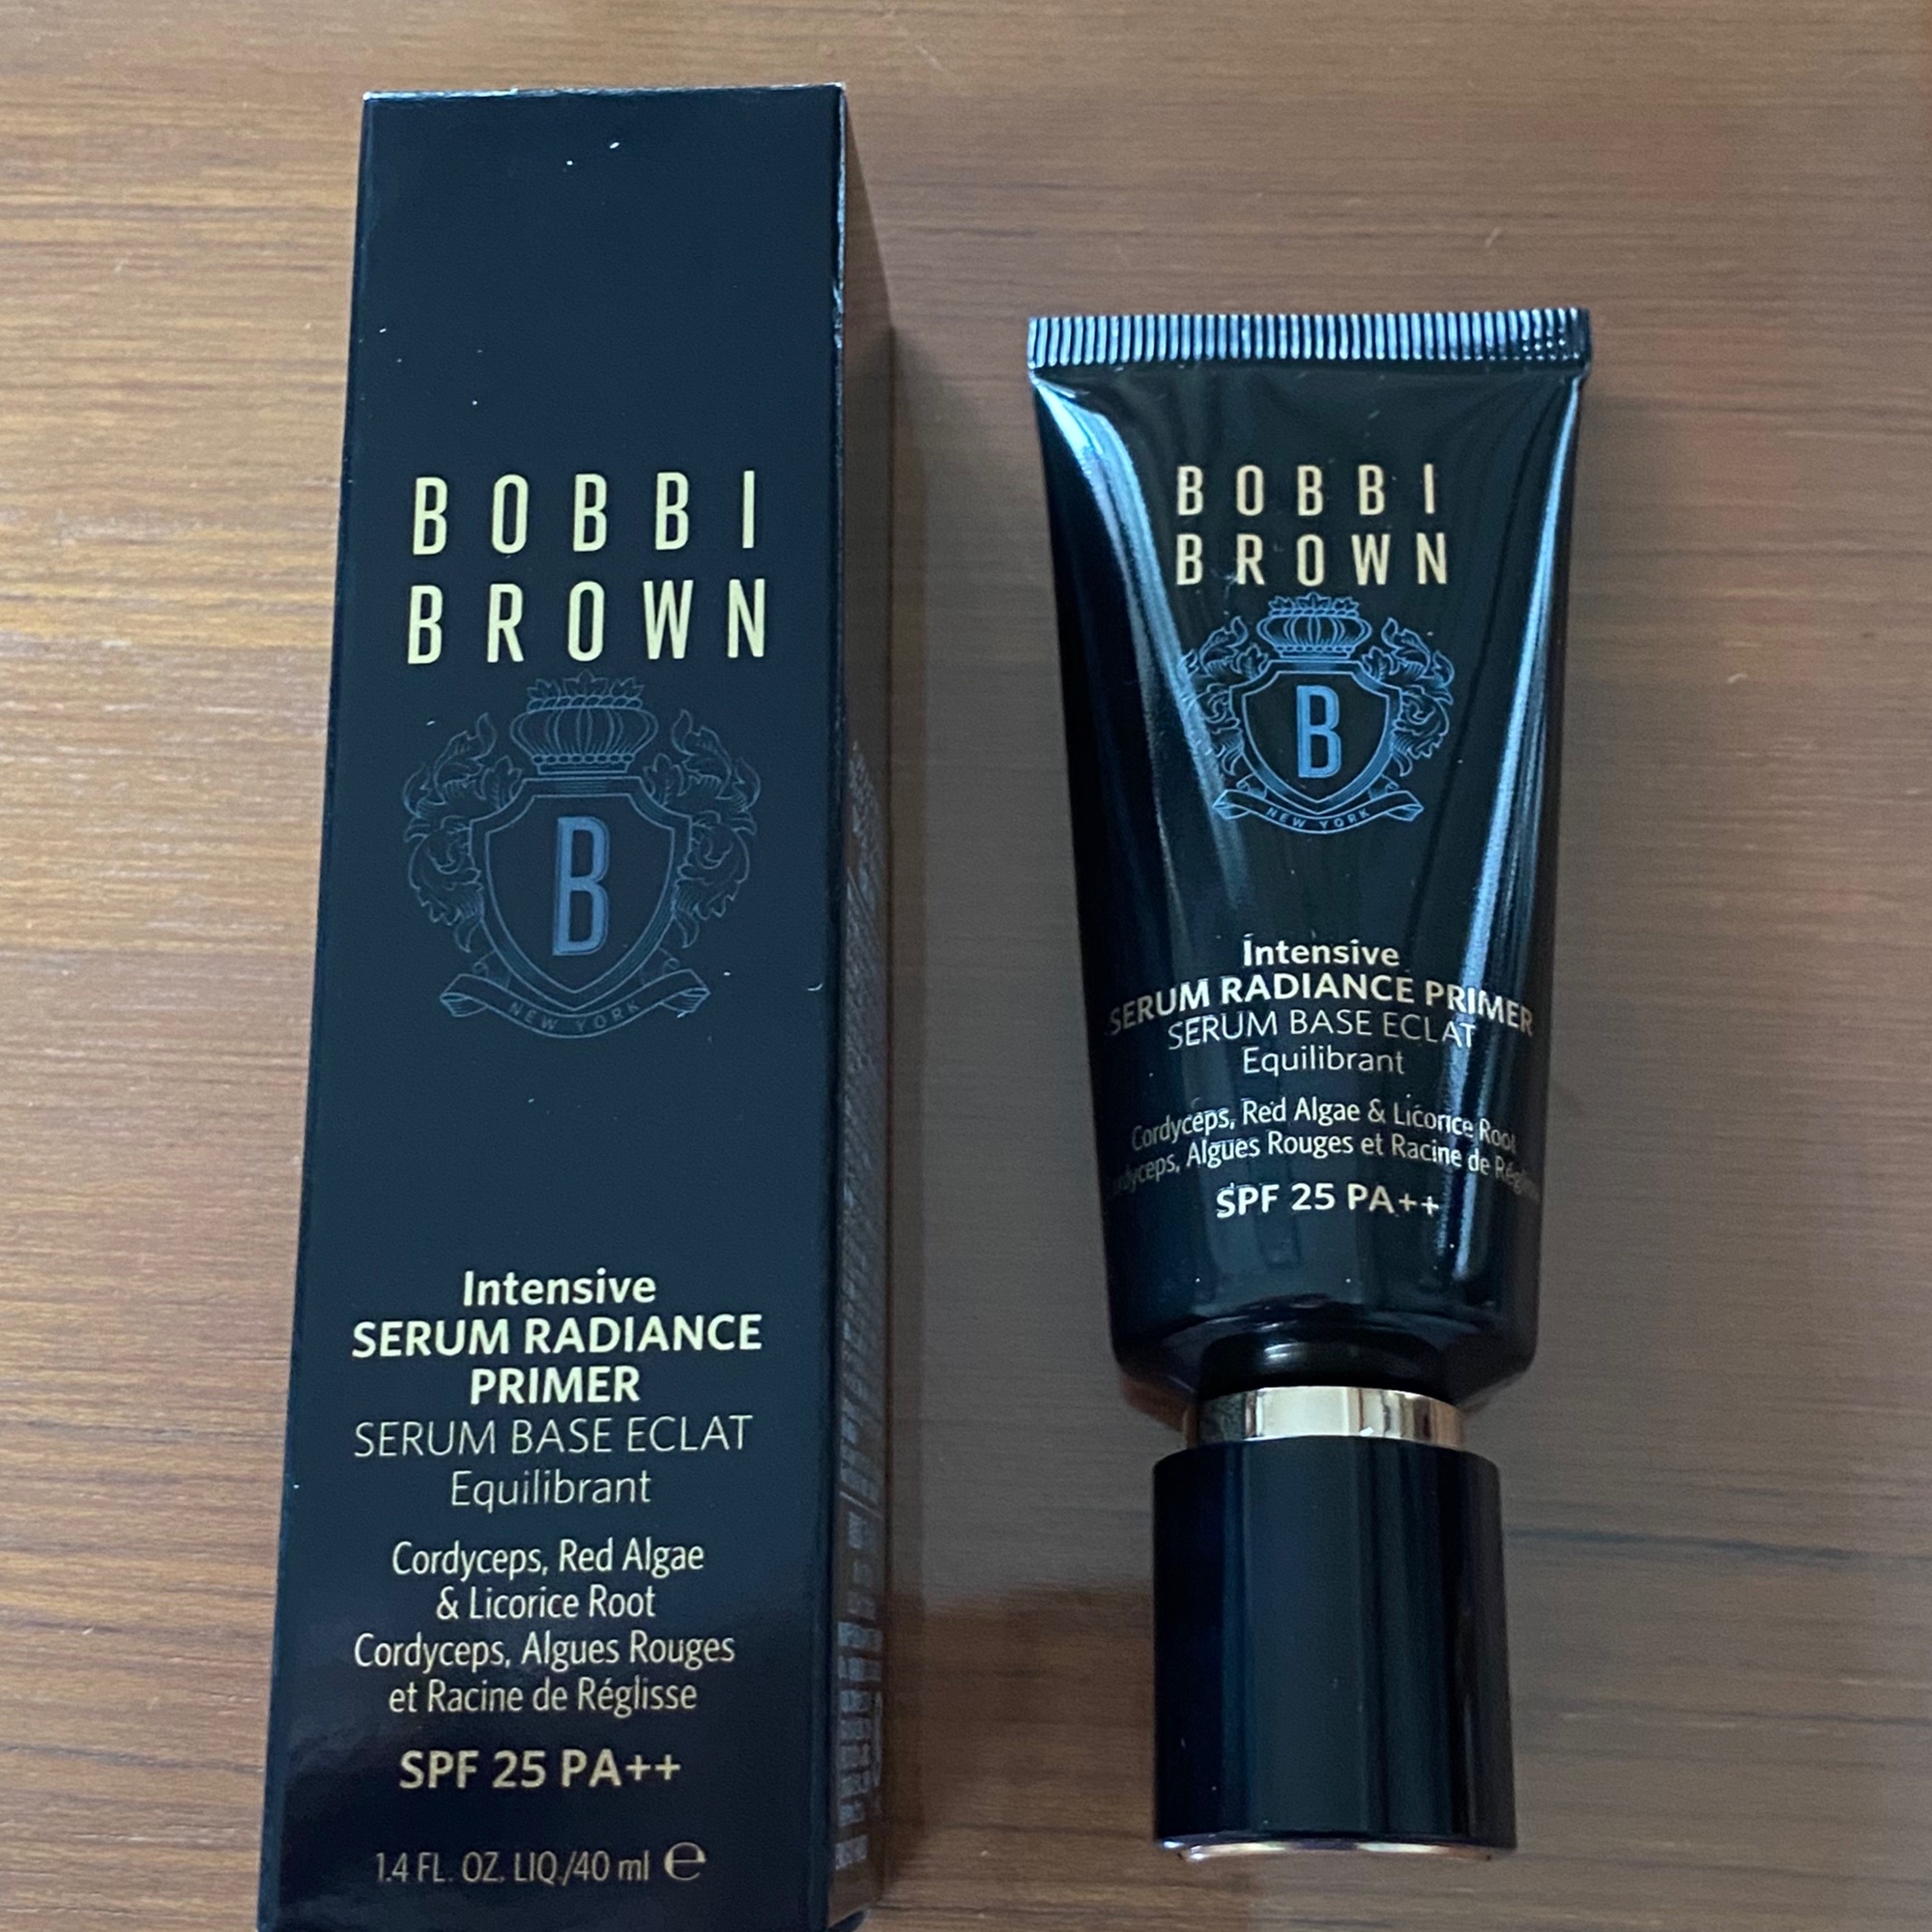 BOBBI
BROWN
B
NEW YORK
Intensive
SERUM RADIANCE
PRIMER
SERUM BASE ECLAT
Equilibrant
Cordyceps, Red Algae
& Licorice Root
Cordyceps, Algues Rouges
et Racine de Réglisse
SPF 25 PA++
1.4 FL. OZ. LIQ./40 ml ℮
BOBBI
BROWN
B
NEW YORK
Intensive
SERUM RADIANCE PRIMER
SERUM BASE ECLAT
Equilibrant
Cordyceps, Red Algae & Licorice Root
Algues Rouges et Racine de
SPF 25 PA++